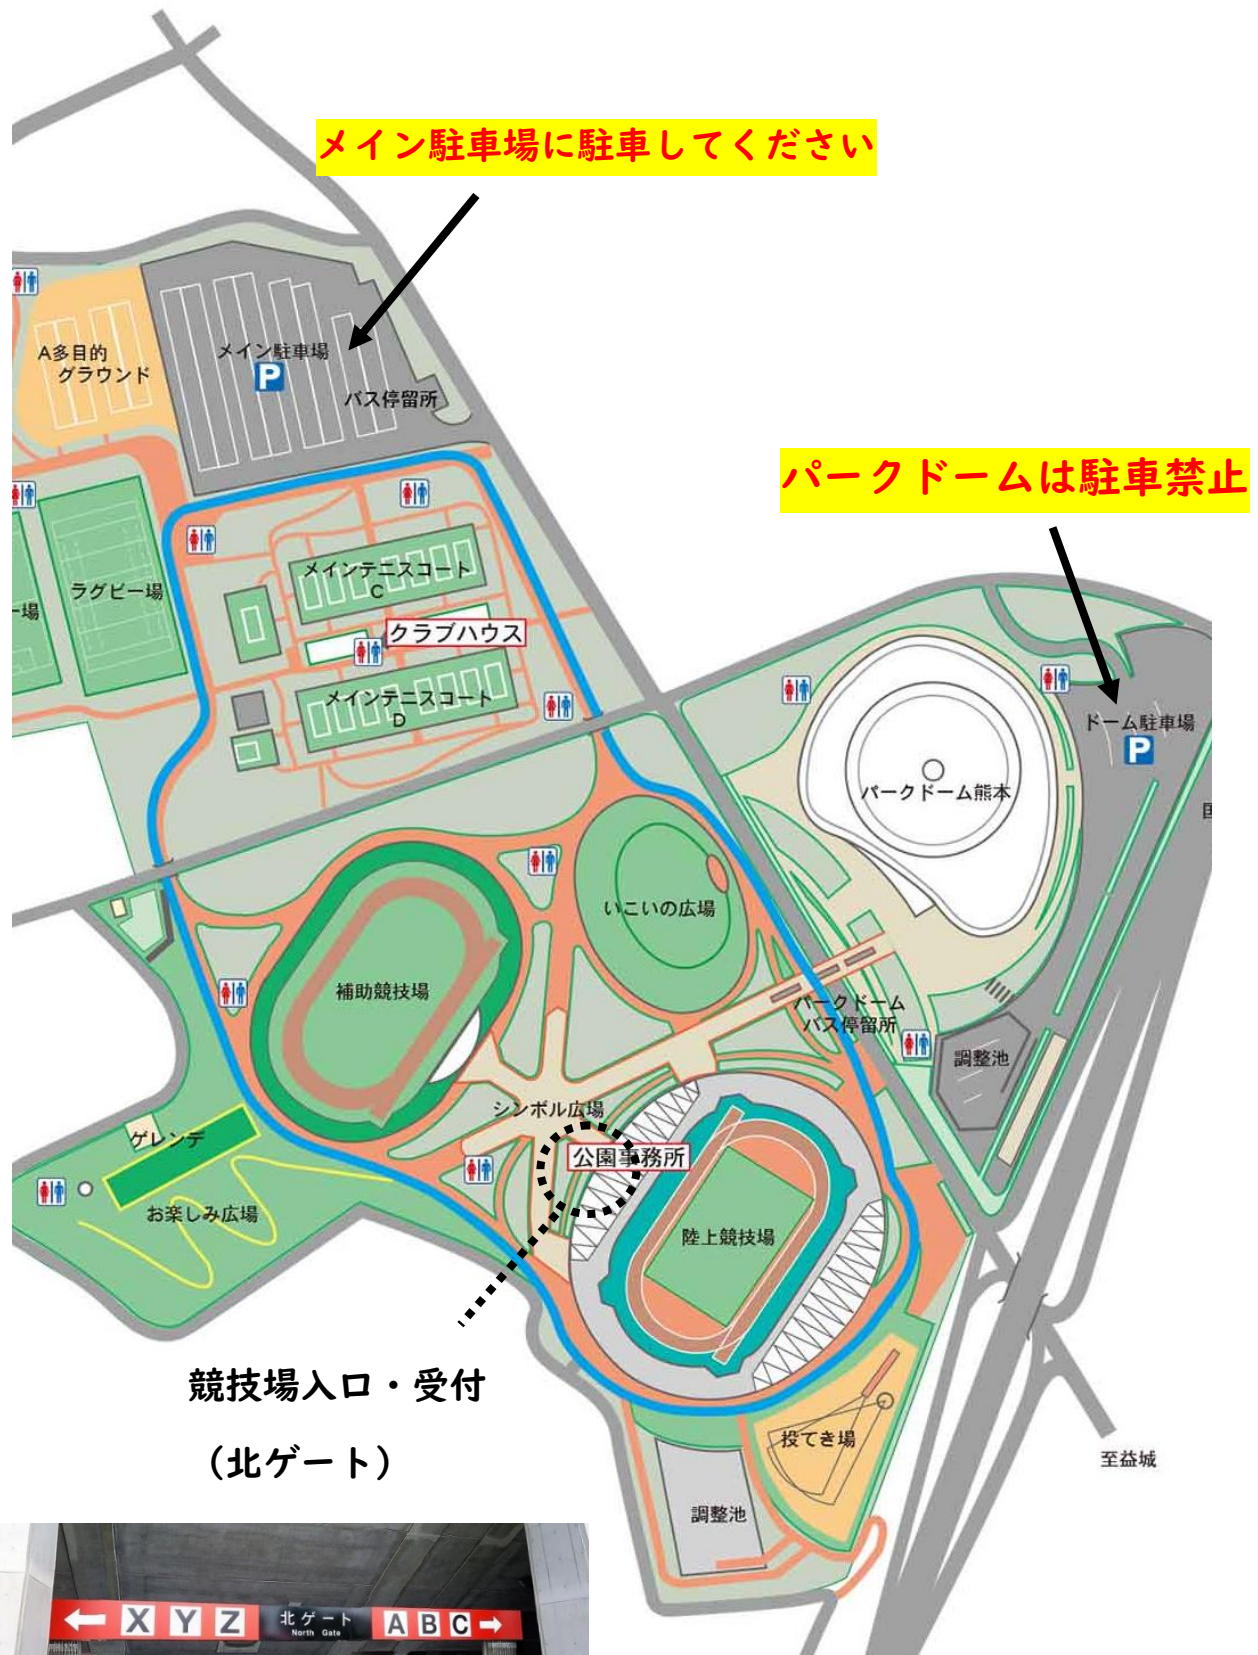 メイン駐車場に駐車してください
A多目的
グラウンド
メイン駐車場
P
バス停留所
パークドームは駐車禁止
ラグビー場
ー場
メインテニスコート
C
クラブハウス
メインテニスコート
D
ドーム駐車場
P
パークドーム熊本
いこいの広場
補助競技場
パークドーム
バス停留所
調整池
シンボル広場
ゲレンデ
公園事務所
お楽しみ広場
陸上競技場
競技場入口・受付
（北ゲート）
投てき場
至益城
調整池
← X Y Z 北ゲート A B C →
North Gate